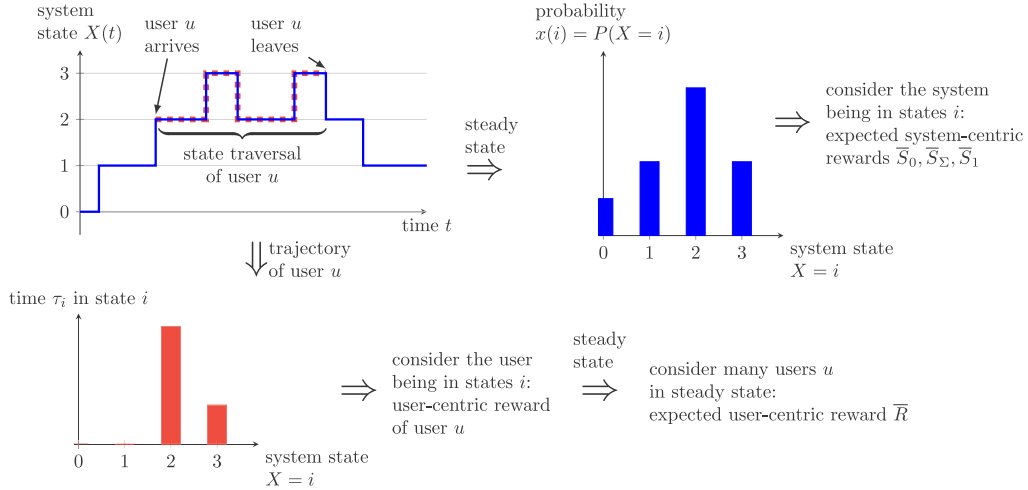 system
state X(t)
user u
arrives
user u
leaves
3
2
1
0
state traversal
of user u
time t
steady
state
⇒
probability
x(i) = P(X = i)
0
1
2
3
system state
X = i
⇒
consider the system
being in states i:
expected system-centric
rewards S̅₀, S̅_Σ, S̅₁
⇓
trajectory
of user u
time τᵢ in state i
0
1
2
3
system state
X = i
⇒
consider the user
being in states i:
user-centric reward
of user u
steady
state
⇒
consider many users u
in steady state:
expected user-centric reward R̅